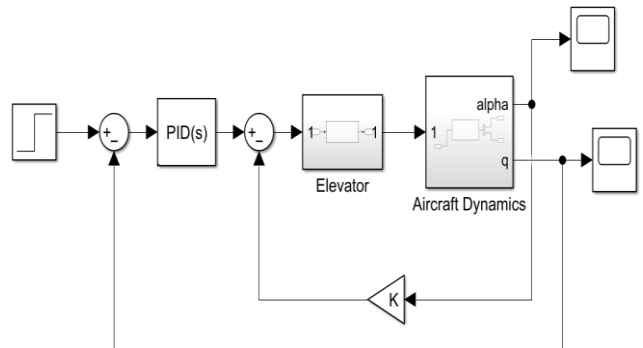 alpha
+
−
PID(s)
+
−
1
1
1
q
Elevator
Aircraft Dynamics
K